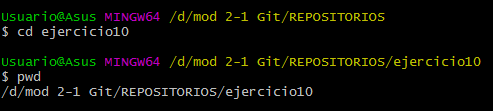 Usuario@Asus MINGW64 /d/mod 2-1 Git/REPOSITORIOS
$ cd ejercicio10
Usuario@Asus MINGW64 /d/mod 2-1 Git/REPOSITORIOS/ejercicio10
$ pwd
/d/mod 2-1 Git/REPOSITORIOS/ejercicio10